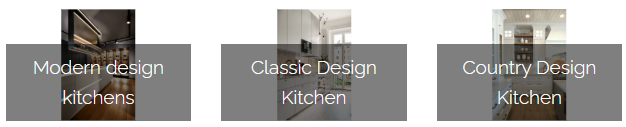 Modern design
kitchens
Classic Design
Kitchen
Country Design
Kitchen